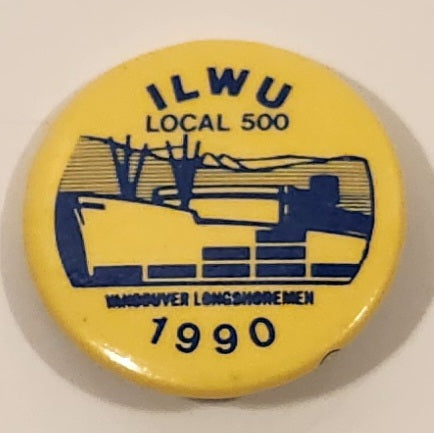 ILWU
LOCAL 500
VANCOUVER LONGSHOREMEN
1990